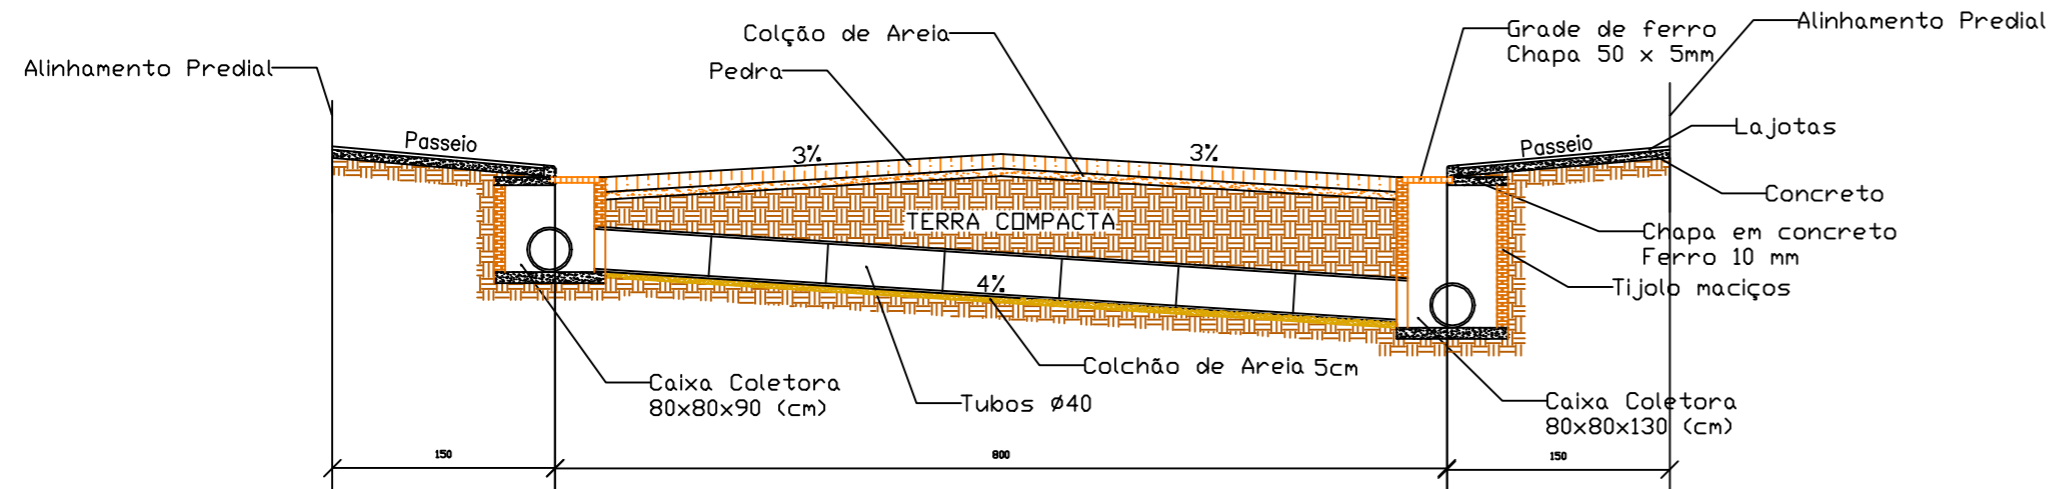 Alinhamento Predial
Colção de Areia
Pedra
Grade de ferro
Chapa 50 x 5mm
Alinhamento Predial
Passeio
3%
3%
Passeio
Lajotas
Concreto
TERRA COMPACTA
Chapa em concreto
Ferro 10 mm
Tijolo maciços
4%
Colchão de Areia 5cm
Caixa Coletora
80x80x90 (cm)
Tubos Ø40
Caixa Coletora
80x80x130 (cm)
150
800
150